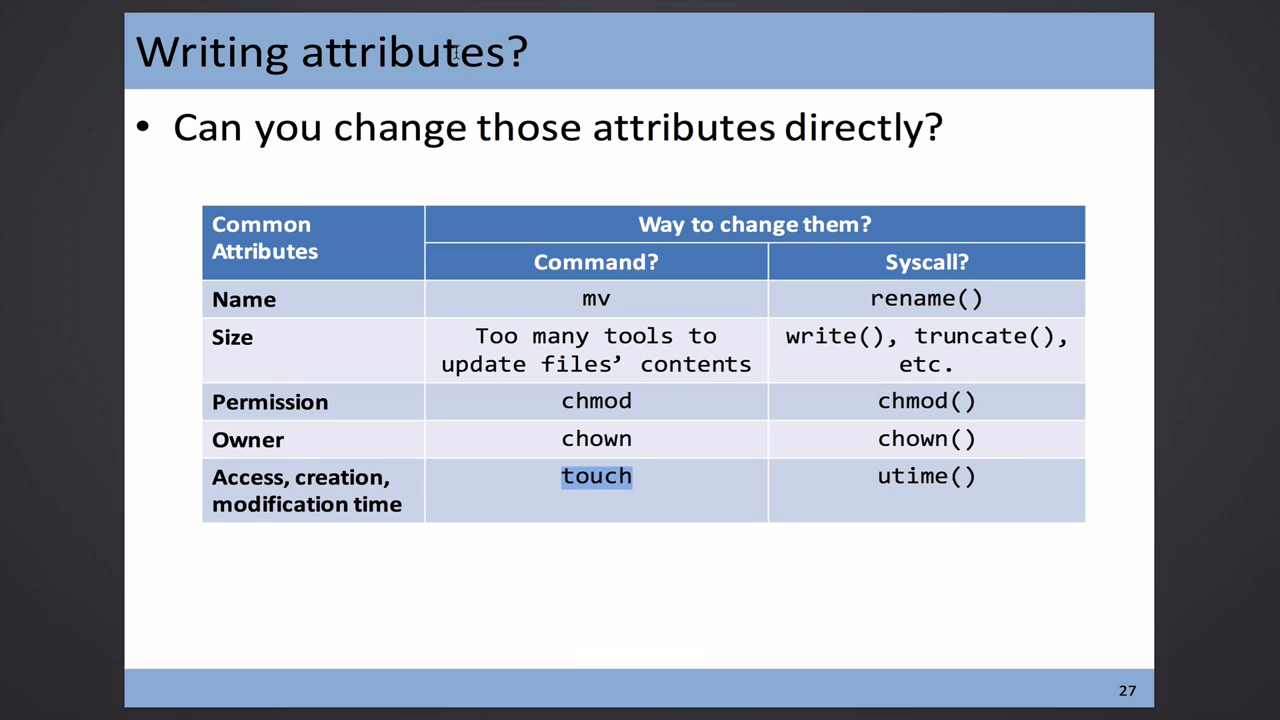 Writing attributes?
• Can you change those attributes directly?
Common
Attributes
Way to change them?
Command?
Syscall?
Name
mv
rename()
Size
Too many tools to
update files’ contents
write(), truncate(),
etc.
Permission
chmod
chmod()
Owner
chown
chown()
Access, creation,
modification time
touch
utime()
27